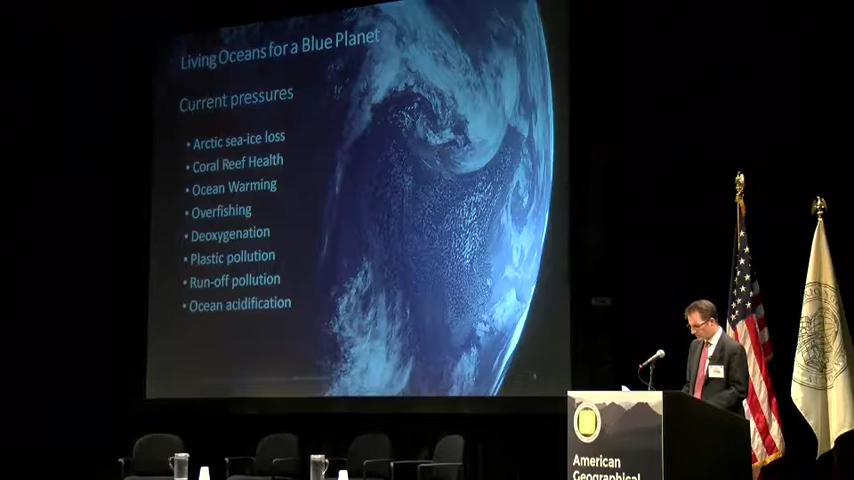 Living Oceans for a Blue Planet
Current pressures
• Arctic sea-ice loss
• Coral Reef Health
• Ocean Warming
• Overfishing
• Deoxygenation
• Plastic pollution
• Run-off pollution
• Ocean acidification
American
Geographical